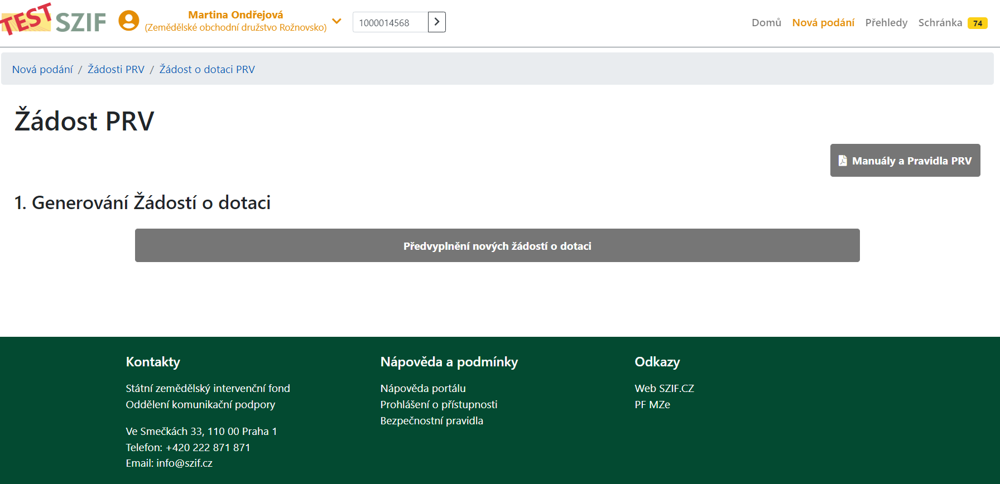 TEST SZIF
Martina Ondřejová
(Zemědělské obchodní družstvo Rožnovsko)
1000014568
Domů Nová podání Přehledy Schránka 74
Nová podání / Žádosti PRV / Žádost o dotaci PRV
Žádost PRV
Manuály a Pravidla PRV
1. Generování Žádostí o dotaci
Předvyplnění nových žádostí o dotaci
Kontakty
Státní zemědělský intervenční fond
Oddělení komunikační podpory
Ve Smečkách 33, 110 00 Praha 1
Telefon: +420 222 871 871
Email: info@szif.cz
Nápověda a podmínky
Nápověda portálu
Prohlášení o přístupnosti
Bezpečnostní pravidla
Odkazy
Web SZIF.CZ
PF MZe